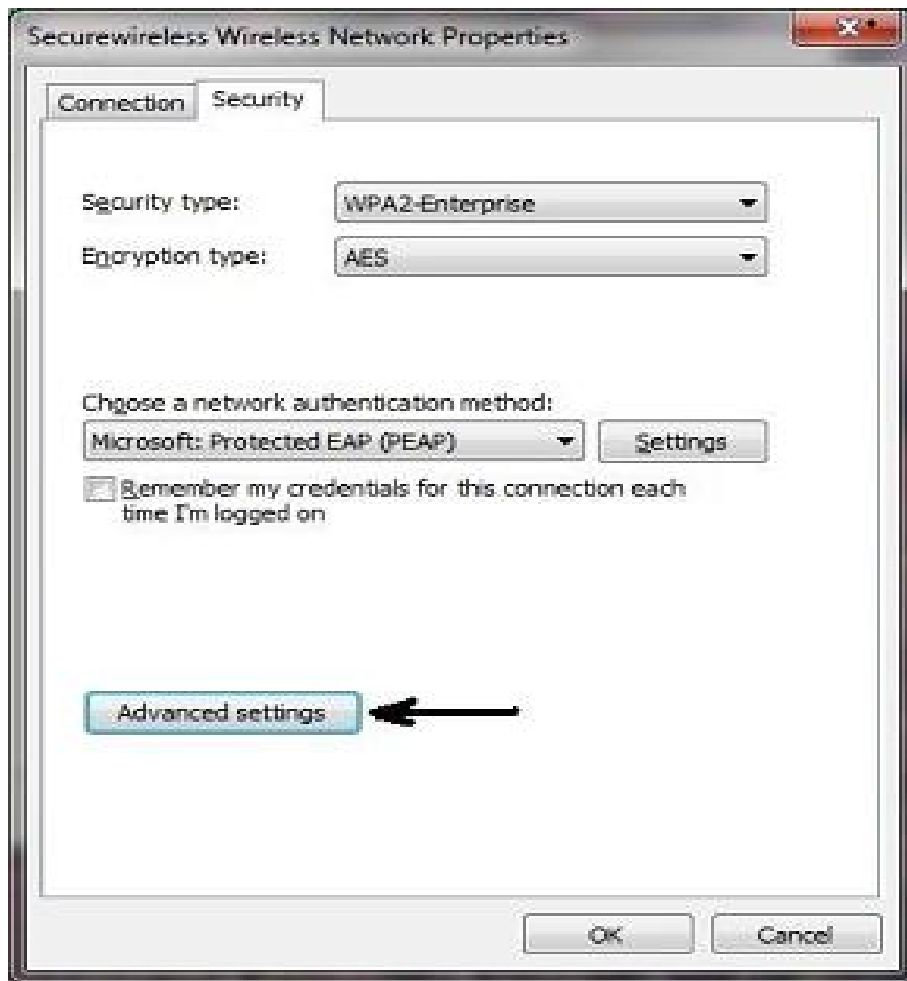 Securewireless Wireless Network Properties
Connection
Security
Security type:
WPA2-Enterprise
Encryption type:
AES
Choose a network authentication method:
Microsoft: Protected EAP (PEAP)
Settings
Remember my credentials for this connection each
time I'm logged on
Advanced settings
OK
Cancel